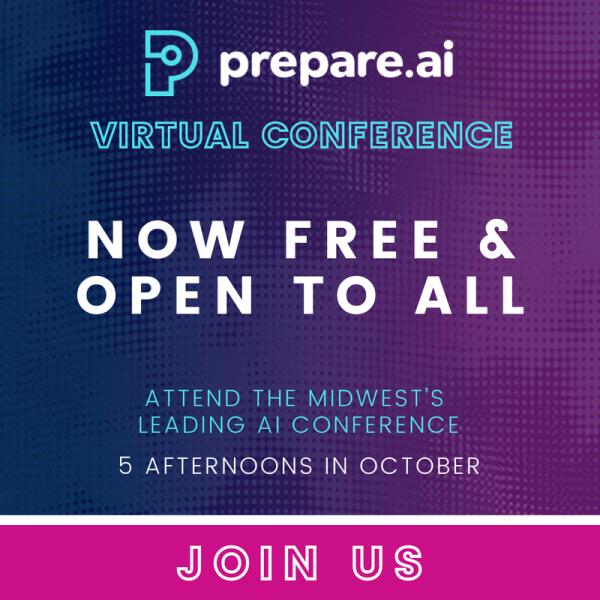 prepare.ai
VIRTUAL CONFERENCE
NOW FREE &
OPEN TO ALL
ATTEND THE MIDWEST'S
LEADING AI CONFERENCE
5 AFTERNOONS IN OCTOBER
JOIN US